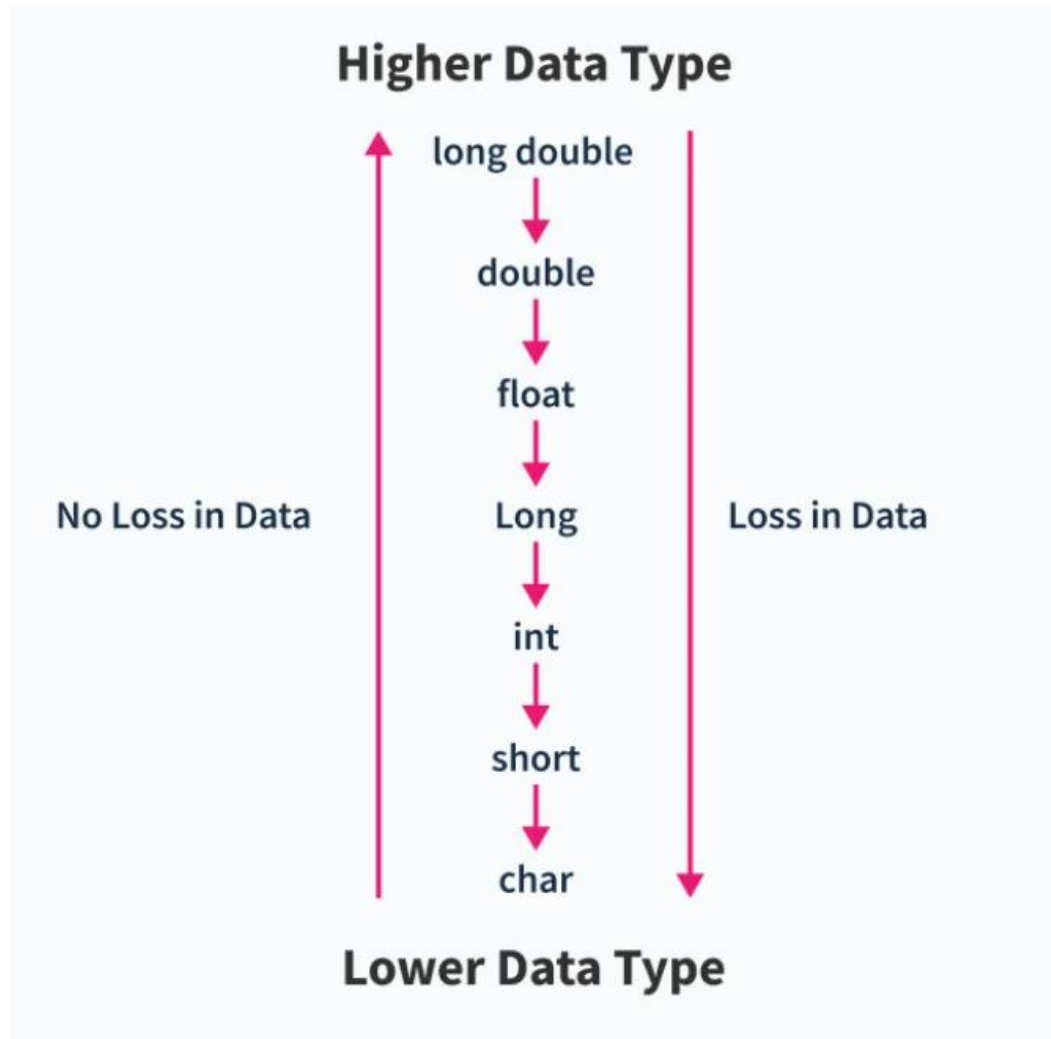 Higher Data Type
long double
double
float
No Loss in Data
Long
Loss in Data
int
short
char
Lower Data Type